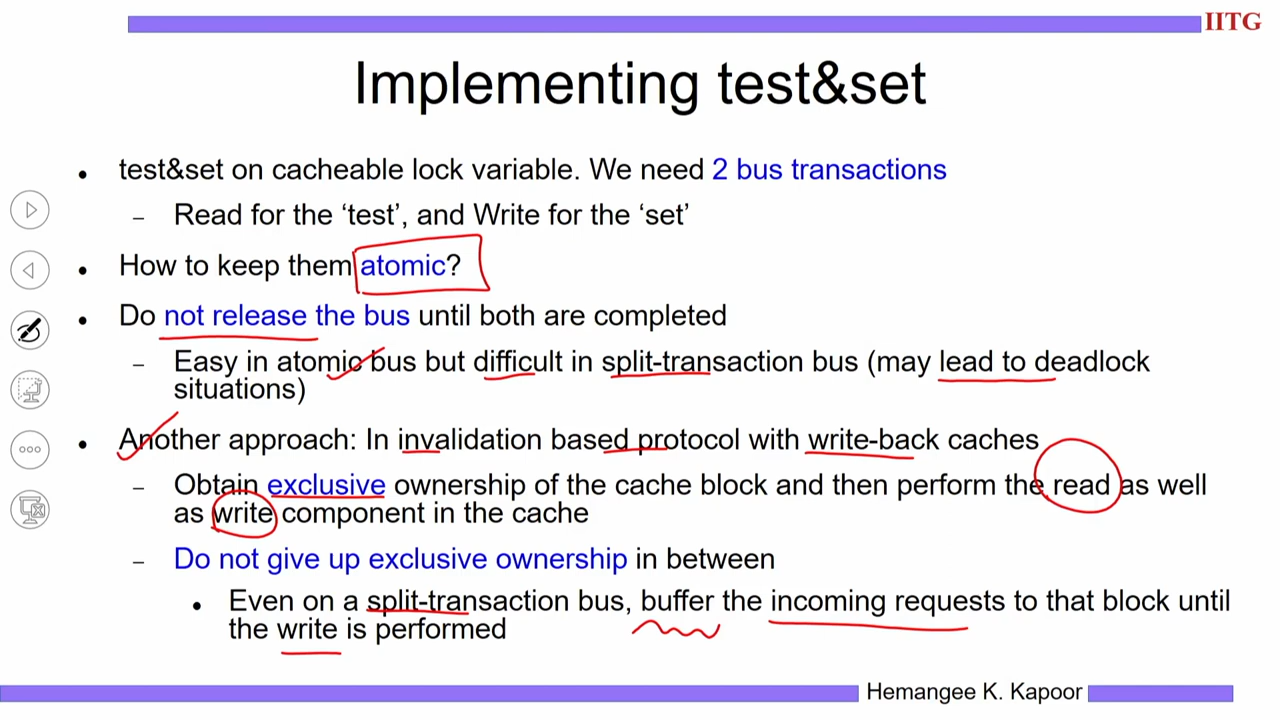 IITG
Implementing test&set
• test&set on cacheable lock variable. We need 2 bus transactions
– Read for the ‘test’, and Write for the ‘set’
• How to keep them atomic?
• Do not release the bus until both are completed
– Easy in atomic bus but difficult in split-transaction bus (may lead to deadlock
situations)
• Another approach: In invalidation based protocol with write-back caches
– Obtain exclusive ownership of the cache block and then perform the read as well
as write component in the cache
– Do not give up exclusive ownership in between
• Even on a split-transaction bus, buffer the incoming requests to that block until
the write is performed
Hemangee K. Kapoor